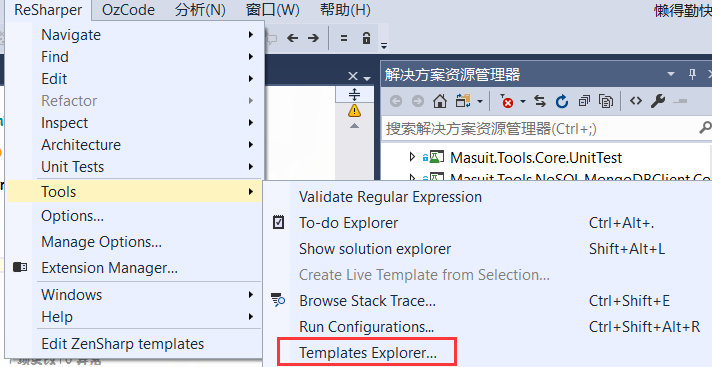 ReSharper OzCode 分析(N) 窗口(W) 帮助(H) 懒得勤快
Navigate
Find
Edit
Refactor
Inspect
Architecture
Unit Tests
Tools
Options...
Manage Options...
Extension Manager...
Windows
Help
Edit ZenSharp templates
解决方案资源管理器
搜索解决方案资源管理器(Ctrl+;)
Masuit.Tools.Core.UnitTest
Masuit.Tools.NoSQL.MongoDBClient.Co
Validate Regular Expression
To-do Explorer Ctrl+Alt+.
Show solution explorer Shift+Alt+L
Create Live Template from Selection...
Browse Stack Trace... Ctrl+Shift+E
Run Configurations... Ctrl+Shift+Alt+R
Templates Explorer...